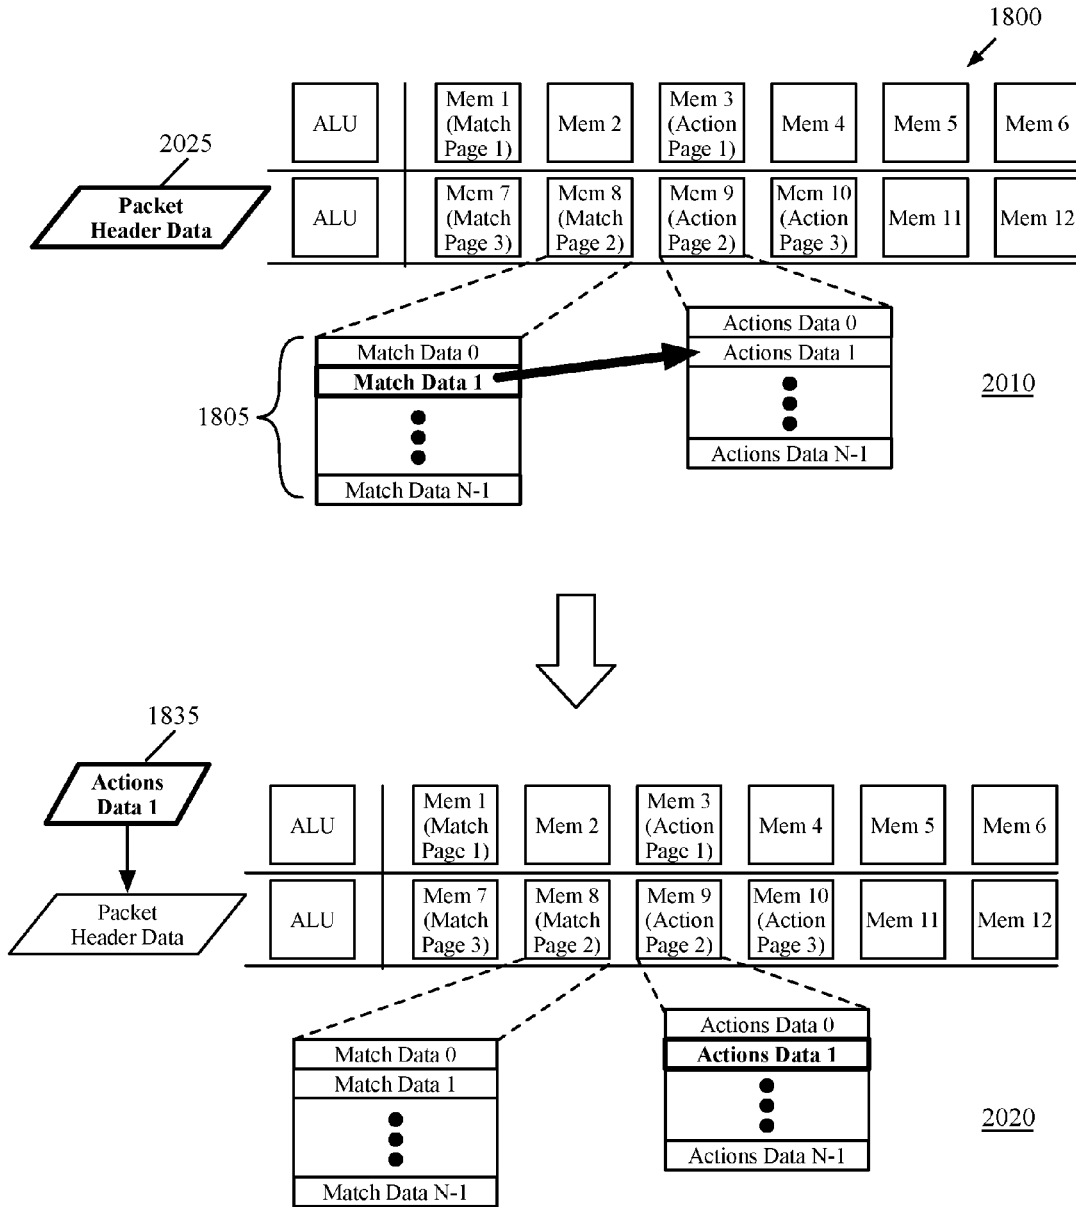 1800
ALU
Mem 1
(Match
Page 1)
Mem 2
Mem 3
(Action
Page 1)
Mem 4
Mem 5
Mem 6
2025
Packet
Header Data
ALU
Mem 7
(Match
Page 3)
Mem 8
(Match
Page 2)
Mem 9
(Action
Page 2)
Mem 10
(Action
Page 3)
Mem 11
Mem 12
1805
Match Data 0
Match Data 1
Match Data N-1
Actions Data 0
Actions Data 1
Actions Data N-1
2010
1835
Actions
Data 1
Packet
Header Data
ALU
Mem 1
(Match
Page 1)
Mem 2
Mem 3
(Action
Page 1)
Mem 4
Mem 5
Mem 6
ALU
Mem 7
(Match
Page 3)
Mem 8
(Match
Page 2)
Mem 9
(Action
Page 2)
Mem 10
(Action
Page 3)
Mem 11
Mem 12
Match Data 0
Match Data 1
Match Data N-1
Actions Data 0
Actions Data 1
Actions Data N-1
2020